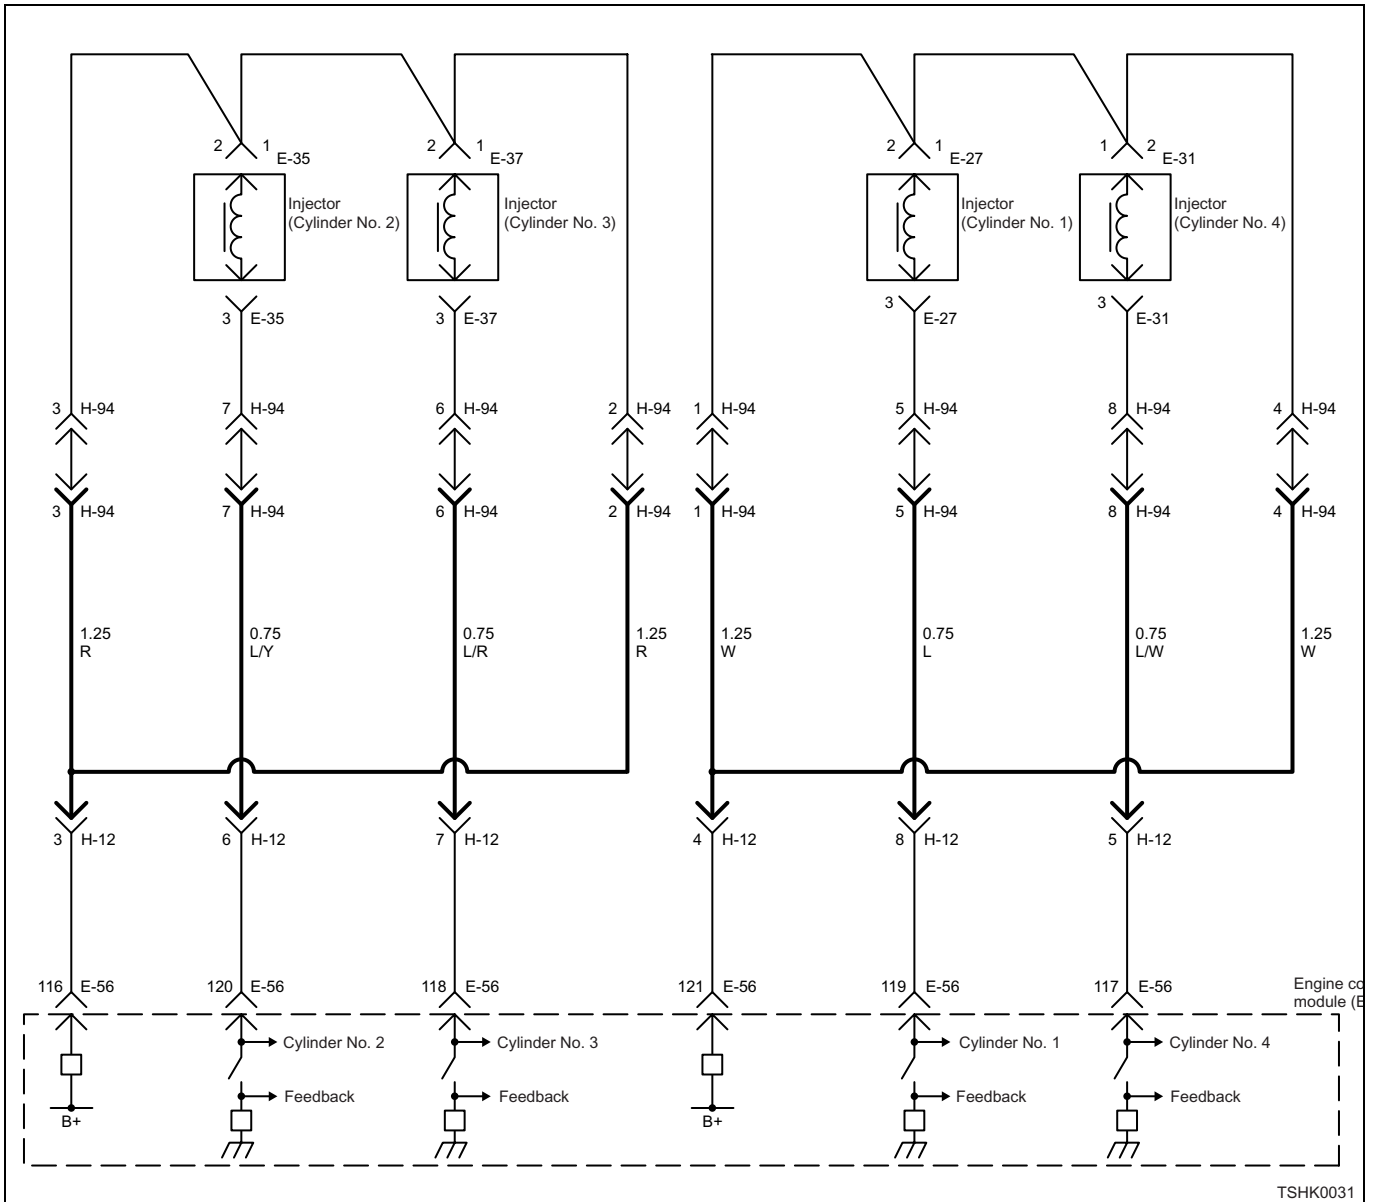 2 1 E-35
2 1 E-37
2 1 E-27
1 2 E-31
Injector
(Cylinder No. 2)
Injector
(Cylinder No. 3)
Injector
(Cylinder No. 1)
Injector
(Cylinder No. 4)
3 E-35
3 E-37
3 E-27
3 E-31
3 H-94 7 H-94 6 H-94 2 H-94 1 H-94 5 H-94 8 H-94 4 H-94
3 H-94 7 H-94 6 H-94 2 H-94 1 H-94 5 H-94 8 H-94 4 H-94
1.25
R
0.75
L/Y
0.75
L/R
1.25
R
1.25
W
0.75
L
0.75
L/W
1.25
W
3 H-12 6 H-12 7 H-12 4 H-12 8 H-12 5 H-12
116 E-56 120 E-56 118 E-56 121 E-56 119 E-56 117 E-56
Engine co
module (E
Cylinder No. 2
Cylinder No. 3
Cylinder No. 1
Cylinder No. 4
Feedback
Feedback
Feedback
Feedback
B+
B+
TSHK0031